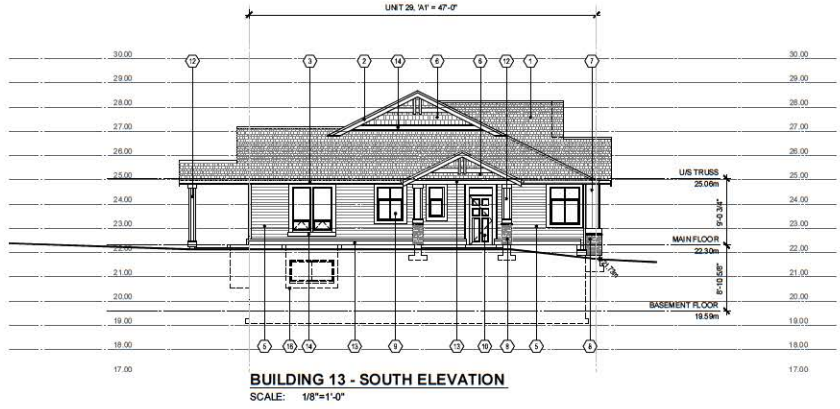 UNIT 29, 'A1' = 47'-0"
30.00 12 3 2 14 6 6 12 1 7 30.00
29.00 29.00
28.00 28.00
27.00 27.00
26.00 26.00
U/S TRUSS
25.00 25.06m 25.00
24.00 9'-0 3/4" 24.00
23.00 23.00
MAIN FLOOR
22.00 22.30m 22.00
21.00 8'-10 5/8" 21.00
20.00 20.00
BASEMENT FLOOR
19.59m
19.00 19.00
18.00 5 16 14 13 9 13 10 8 5 8 18.00
17.00 17.00
BUILDING 13 - SOUTH ELEVATION
SCALE: 1/8"=1'-0"